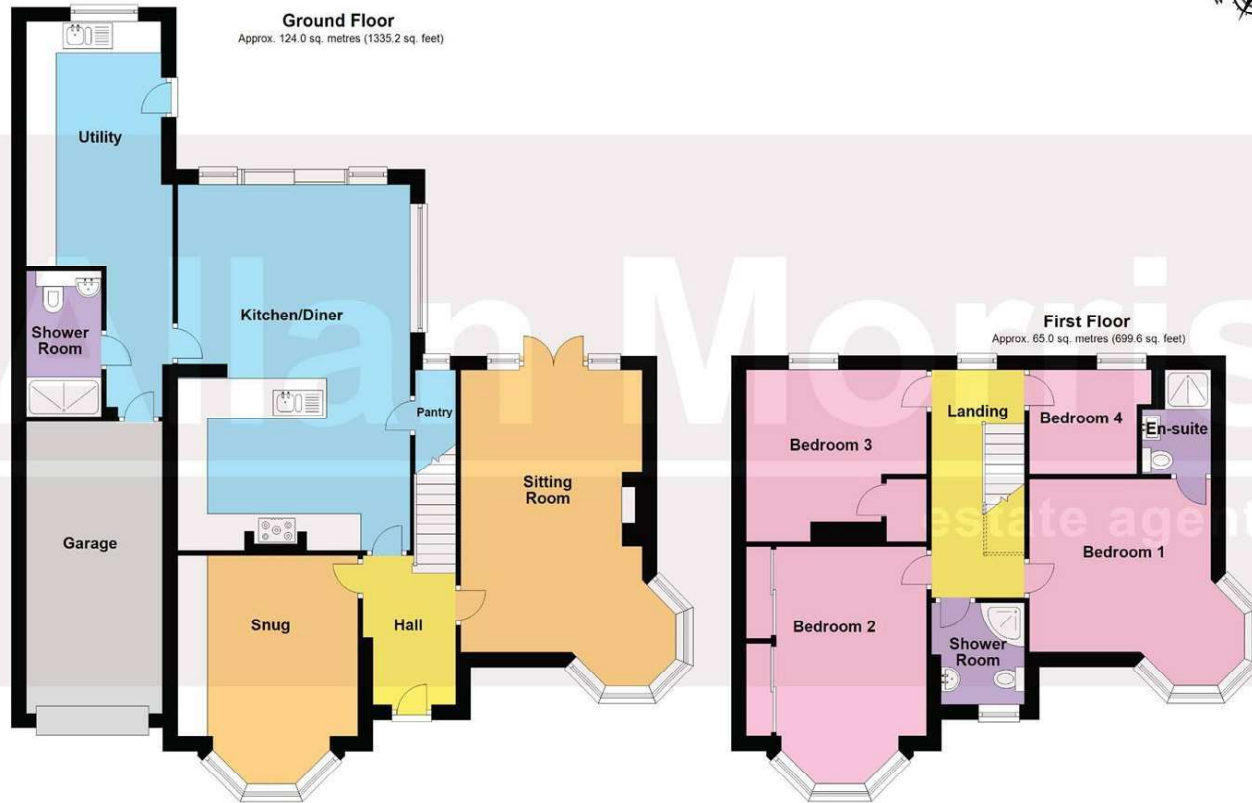 Ground Floor
Approx. 124.0 sq. metres (1335.2 sq. feet)
Utility
Kitchen/Diner
Shower
Room
Pantry
Sitting
Room
Garage
Snug
Hall
First Floor
Approx. 65.0 sq. metres (699.6 sq. feet)
Landing
Bedroom 4
En-suite
Bedroom 3
Bedroom 1
Bedroom 2
Shower
Room
Allan Morris
estate agent